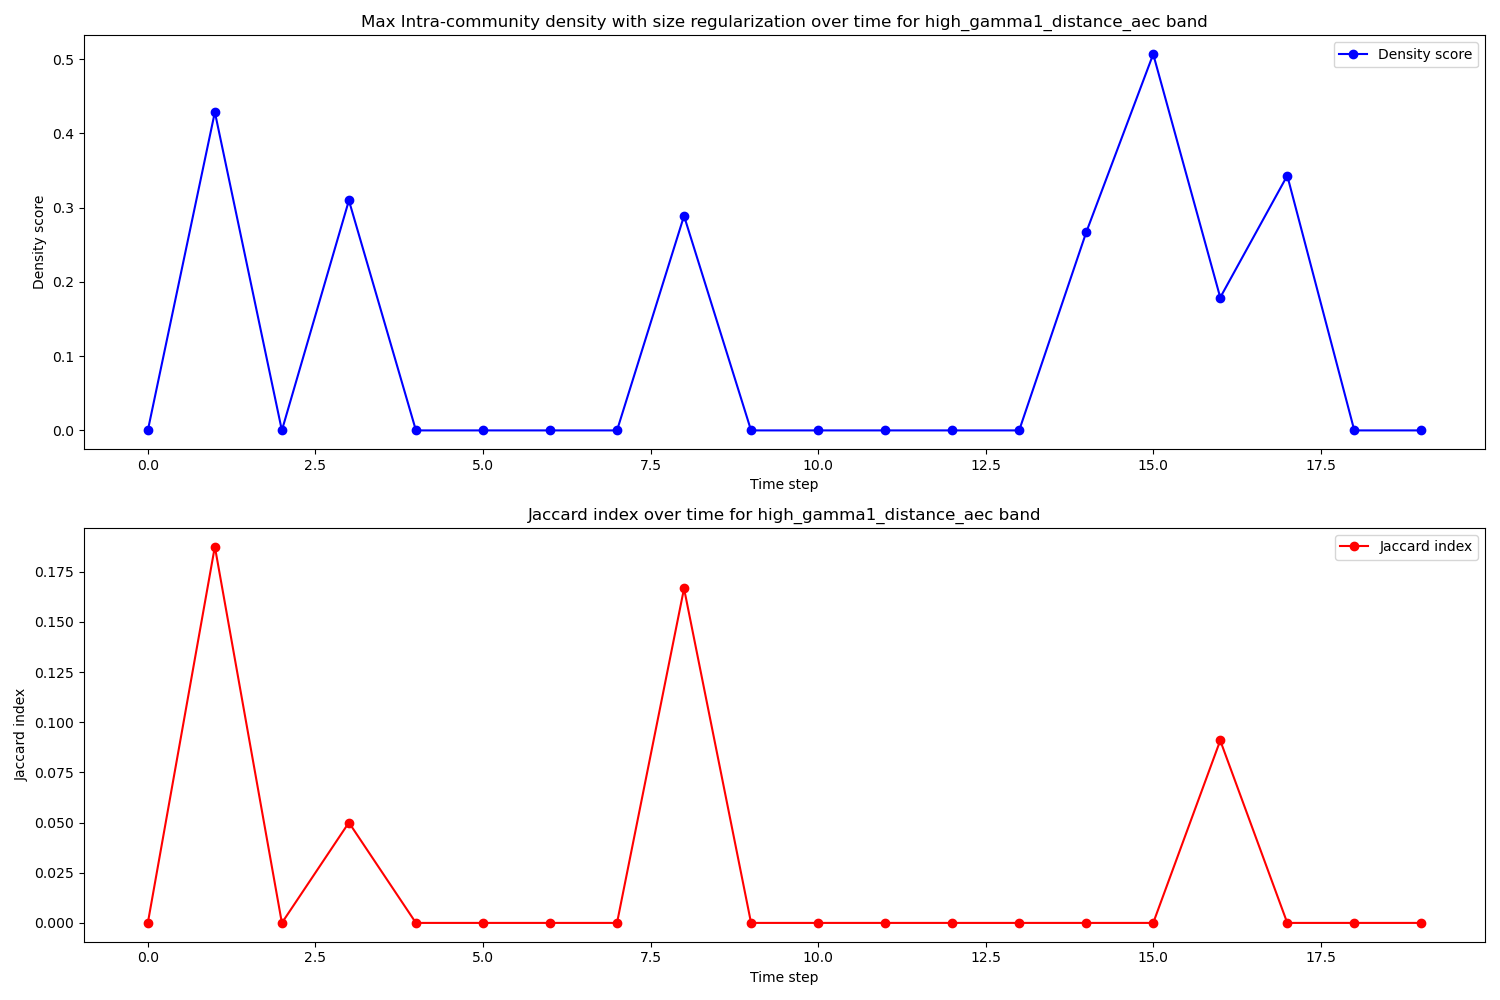 Max Intra-community density with size regularization over time for high_gamma1_distance_aec band
Density score
0.5
0.4
0.3
0.2
0.1
0.0
Density score
0.0 2.5 5.0 7.5 10.0 12.5 15.0 17.5
Time step
Jaccard index over time for high_gamma1_distance_aec band
Jaccard index
0.175
0.150
0.125
0.100
0.075
0.050
0.025
0.000
Jaccard index
0.0 2.5 5.0 7.5 10.0 12.5 15.0 17.5
Time step